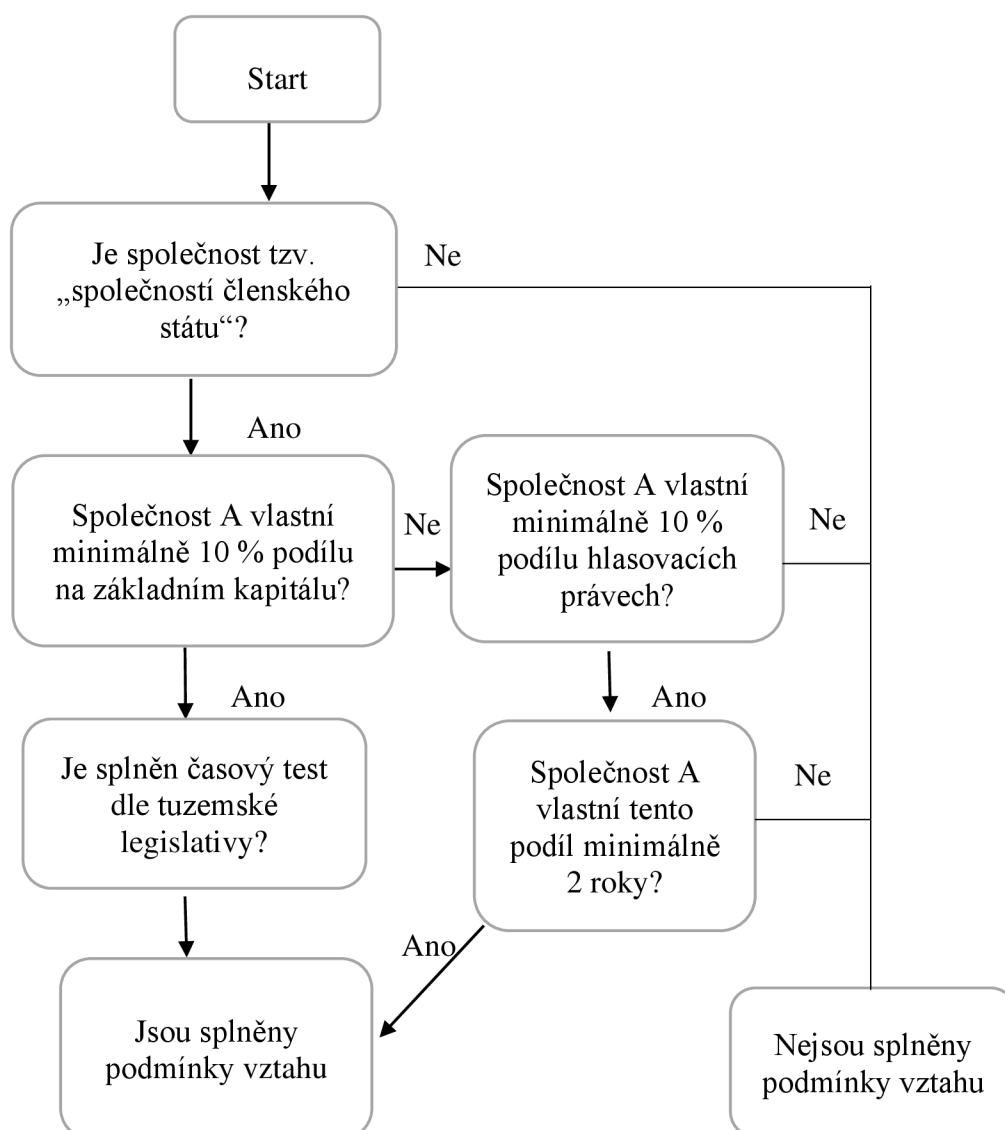 Start
Je společnost tzv.
„společností členského
státu“?
Ne
Ano
Společnost A vlastní
minimálně 10 % podílu
na základním kapitálu?
Ne
Společnost A vlastní
minimálně 10 %
podílu hlasovacích
právech?
Ne
Ano
Ano
Je splněn časový test
dle tuzemské
legislativy?
Společnost A
vlastní tento
podíl minimálně
2 roky?
Ne
Ano
Jsou splněny
podmínky vztahu
Nejsou splněny
podmínky vztahu